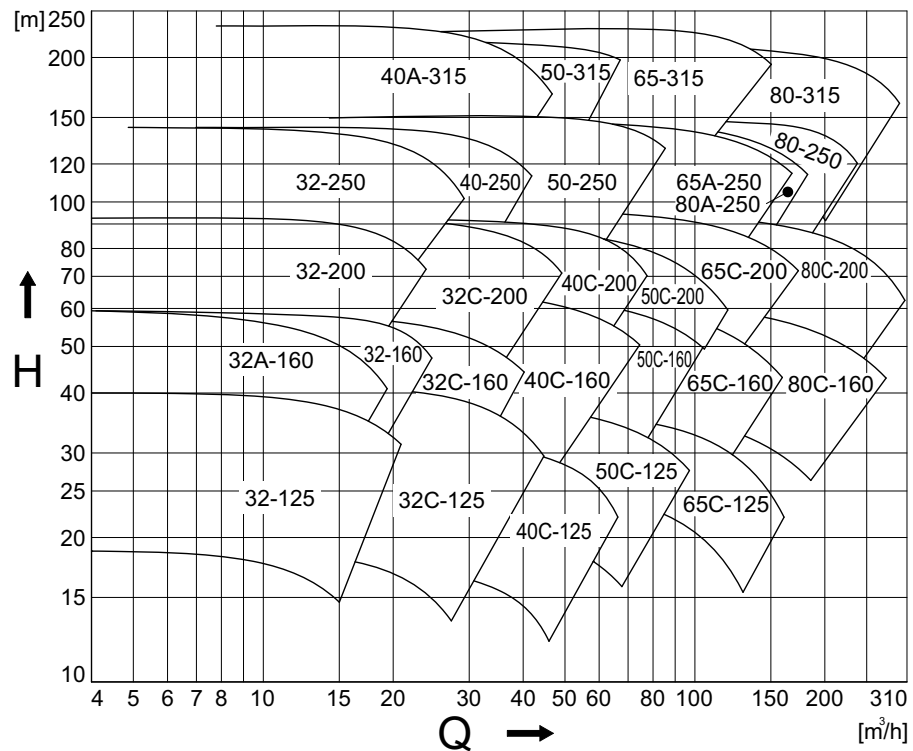 [m] 250
200
40A-315
50-315
65-315
80-315
150
80-250
120
32-250
40-250
50-250
65A-250
100
80A-250
80
32-200
65C-200
80C-200
70
40C-200
32C-200
50C-200
60
50
32A-160
32-160
50C-160
32C-160
40C-160
65C-160
80C-160
H
40
30
50C-125
25
32-125
32C-125
65C-125
40C-125
20
15
10
4 5 6 7 8 10 15 20 30 40 50 60 80 100 150 200 310
Q
[m³/h]